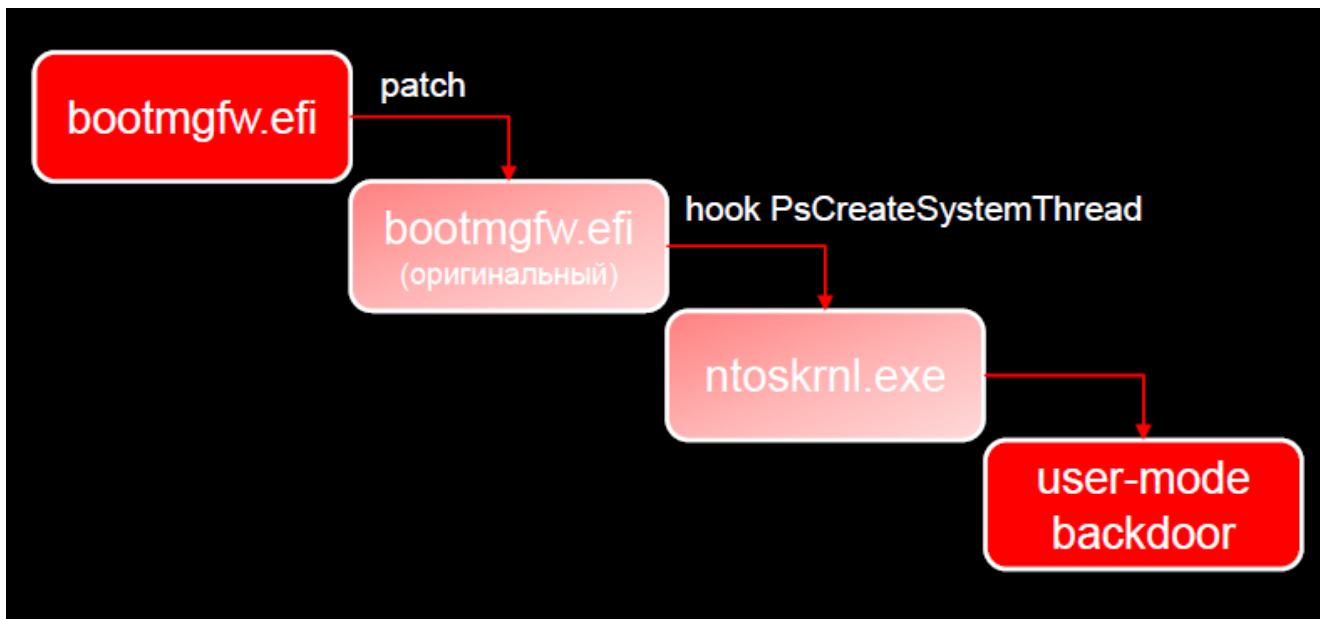 bootmgfw.efi
patch
bootmgfw.efi
(оригинальный)
hook PsCreateSystemThread
ntoskrnl.exe
user-mode
backdoor